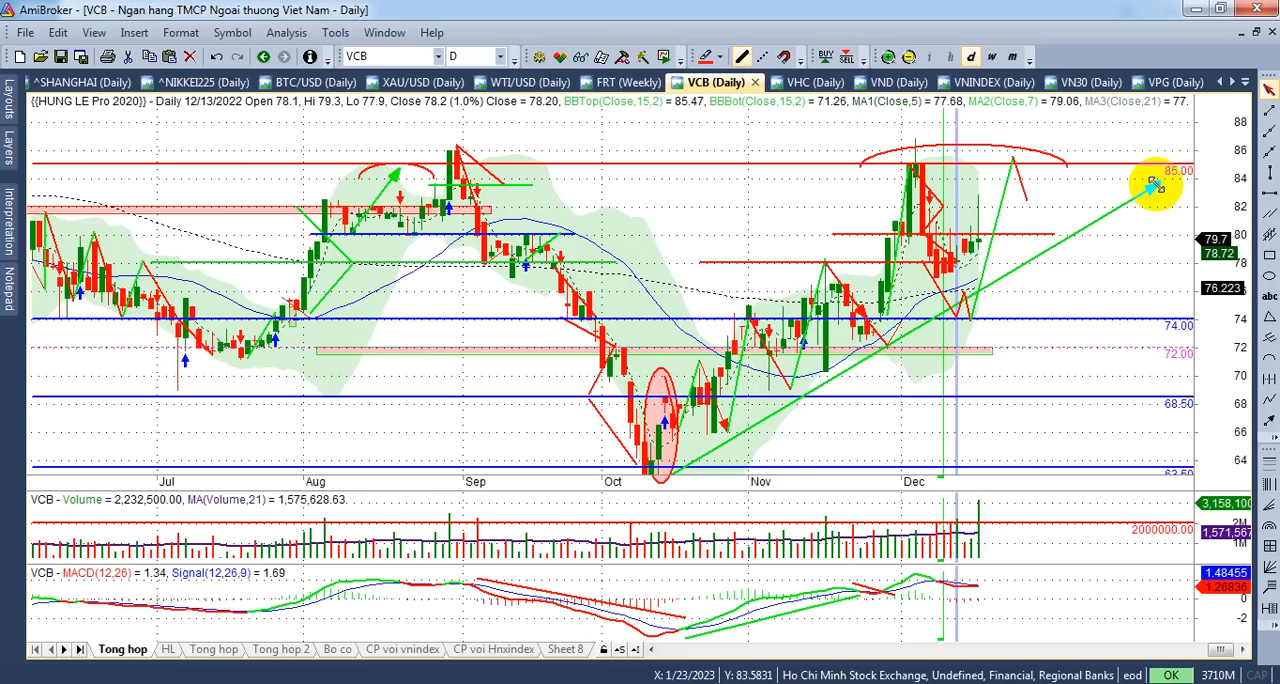 AmiBroker - [VCB - Ngan hang TMCP Ngoai thuong Viet Nam - Daily]
File Edit View Insert Format Symbol Analysis Tools Window Help
VCB D BUY SELL i h d w m
^SHANGHAI (Daily) ^NIKKEI225 (Daily) BTC/USD (Daily) XAU/USD (Daily) WTI/USD (Daily) FRT (Weekly) VCB (Daily) VHC (Daily) VND (Daily) VNINDEX (Daily) VN30 (Daily) VPG (Daily)
Layouts
Layers
Interpretation
Notepad
{{HUNG LE Pro 2020}} - Daily 12/13/2022 Open 78.1, Hi 79.3, Lo 77.9, Close 78.2 (1.0%) Close = 78.20, BBTop(Close,15,2) = 85.47, BBBot(Close,15,2) = 71.26, MA1(Close,5) = 77.68, MA2(Close,7) = 79.06, MA3(Close,21) = 77.
88
86
85.00
84
82
80
79.7
78.72
78
76.223
74
74.00
72
72.00
70
68.50
68
66
64
Jul Aug Sep Oct Nov Dec
VCB - Volume = 2,232,500.00, MA(Volume,21) = 1,575,628.63.
3,158,100
2M
2000000.00
1,571,567
1M
VCB - MACD(12,26) = 1.34, Signal(12,26,9) = 1.69
1.48455
1.26836
0
-2
abc
Tong hop HL Tong hop Tong hop 2 Bo co CP voi vnindex CP voi Hnxindex Sheet 8
X: 1/23/2023 Y: 83.5831 Ho Chi Minh Stock Exchange, Undefined, Financial, Regional Banks eod OK 3710M CAP